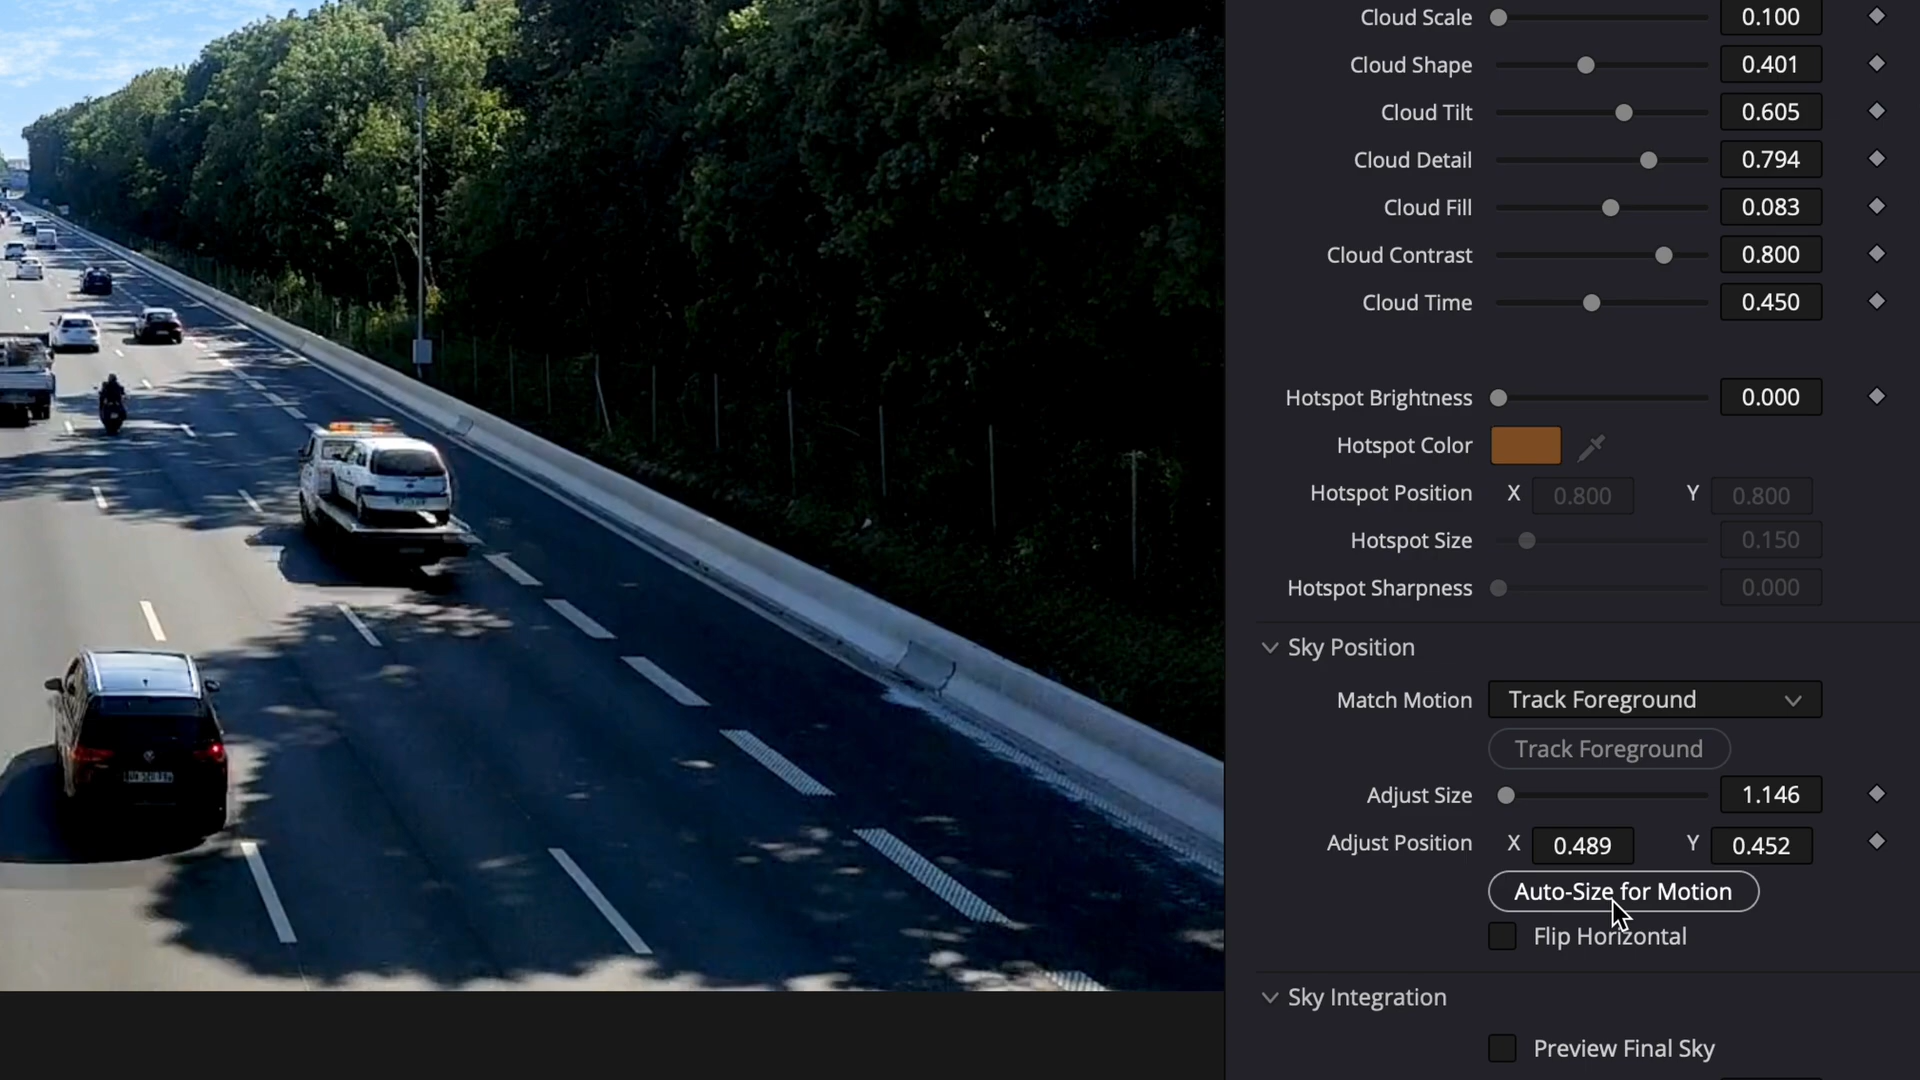 Cloud Scale 0.100
Cloud Shape 0.401
Cloud Tilt 0.605
Cloud Detail 0.794
Cloud Fill 0.083
Cloud Contrast 0.800
Cloud Time 0.450
Hotspot Brightness 0.000
Hotspot Color
Hotspot Position X 0.800 Y 0.800
Hotspot Size 0.150
Hotspot Sharpness 0.000
Sky Position
Match Motion Track Foreground
Track Foreground
Adjust Size 1.146
Adjust Position X 0.489 Y 0.452
Auto-Size for Motion
Flip Horizontal
Sky Integration
Preview Final Sky